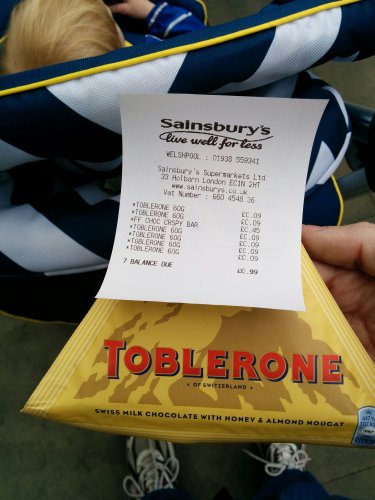 Sainsbury's
live well for less
WELSHPOOL : 01938 559341
Sainsbury's Supermarkets Ltd
33 Holborn London EC1N 2HT
www.sainsburys.co.uk
Vat Number : 660 4548 36
*TOBLERONE 60G £0.09
*TOBLERONE 60G £0.09
*FF CHOC CRSPY BAR £0.45
*TOBLERONE 60G £0.09
*TOBLERONE 60G £0.09
*TOBLERONE 60G £0.09
*TOBLERONE 60G £0.09
7 BALANCE DUE £0.99
TOBLERONE
• OF SWITZERLAND •
SWISS MILK CHOCOLATE WITH HONEY & ALMOND NOUGAT